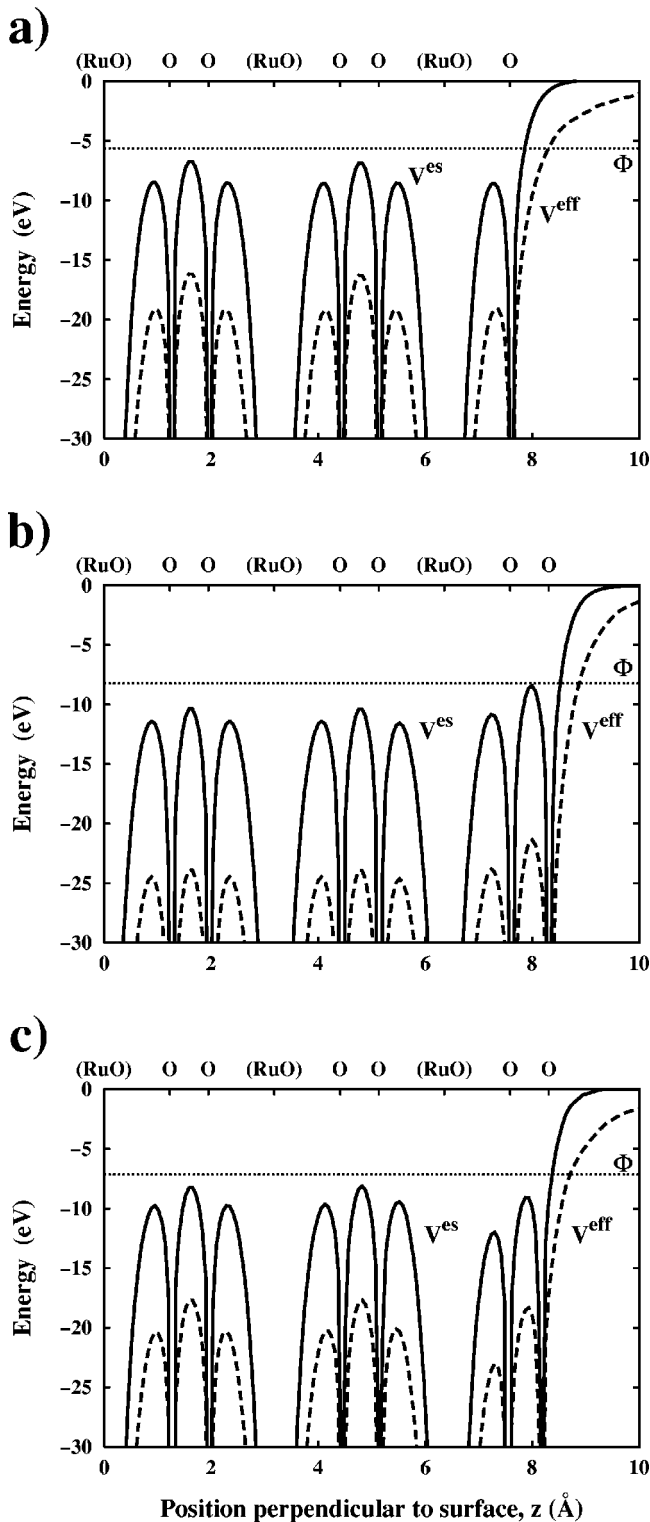 a)
(RuO) O O (RuO) O O (RuO) O
0
−5
−10
−15
−20
−25
−30
Energy (eV)
V^es
Φ
V^eff
0 2 4 6 8 10
b)
(RuO) O O (RuO) O O (RuO) O O
0
−5
−10
−15
−20
−25
−30
Energy (eV)
Φ
V^es
V^eff
0 2 4 6 8 10
c)
(RuO) O O (RuO) O O (RuO) O O
0
−5
−10
−15
−20
−25
−30
Energy (eV)
Φ
V^es
V^eff
0 2 4 6 8 10
Position perpendicular to surface, z (Å)